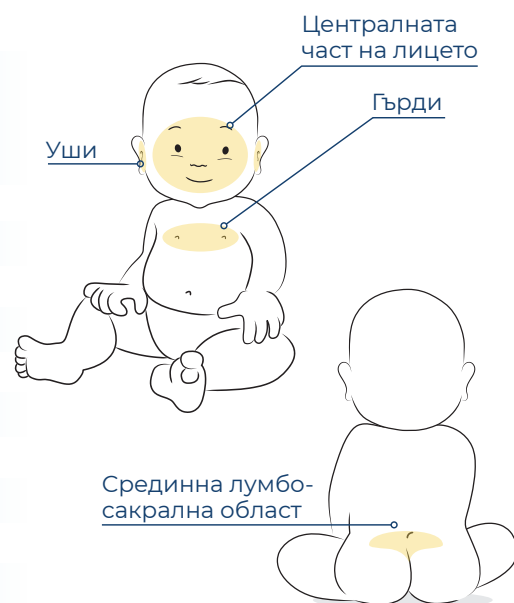 Централната
част на лицето
Гърди
Уши
Срединна лумбо-
сакрална област